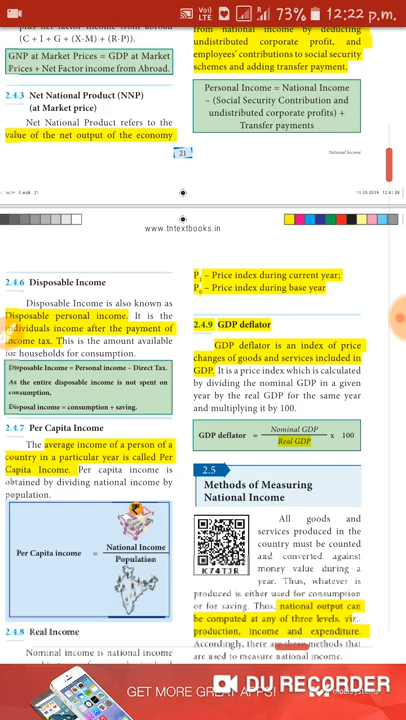 Vo)
LTE
R
73%
12:22 p.m.
(C + I + G + (X-M) + (R-P)).
GNP at Market Prices = GDP at Market
Prices + Net Factor income from Abroad.
2.4.3 Net National Product (NNP)
(at Market price)
Net National Product refers to the
value of the net output of the economy
from national income by deducting
undistributed corporate profit, and
employees' contributions to social security
schemes and adding transfer payment.
Personal Income = National Income
– (Social Security Contribution and
undistributed corporate profits) +
Transfer payments
21
National Income
www.tntextbooks.in
2.4.6 Disposable Income
Disposable Income is also known as
Disposable personal income. It is the
individuals income after the payment of
income tax. This is the amount available
for households for consumption.
Disposable Income = Personal income – Direct Tax.
As the entire disposable income is not spent on
consumption,
Disposal income = consumption + saving.
2.4.7 Per Capita Income
The average income of a person of a
country in a particular year is called Per
Capita Income. Per capita income is
obtained by dividing national income by
population.
Per Capita income = National Income
Population
2.4.8 Real Income
Nominal income is national income
P1 – Price index during current year;
P0 – Price index during base year
2.4.9 GDP deflator
GDP deflator is an index of price
changes of goods and services included in
GDP. It is a price index which is calculated
by dividing the nominal GDP in a given
year by the real GDP for the same year
and multiplying it by 100.
GDP deflator = Nominal GDP x 100
Real GDP
2.5
Methods of Measuring
National Income
All goods and
services produced in the
country must be counted
and converted against
money value during a
year. Thus, whatever is
produced is either used for consumption
or for saving. Thus, national output can
be computed at any of three levels, viz.,
production, income and expenditure.
Accordingly, there are three methods that
are used to measure national income.
K74TJR
GET MORE GREAT APPS!
DU RECORDER